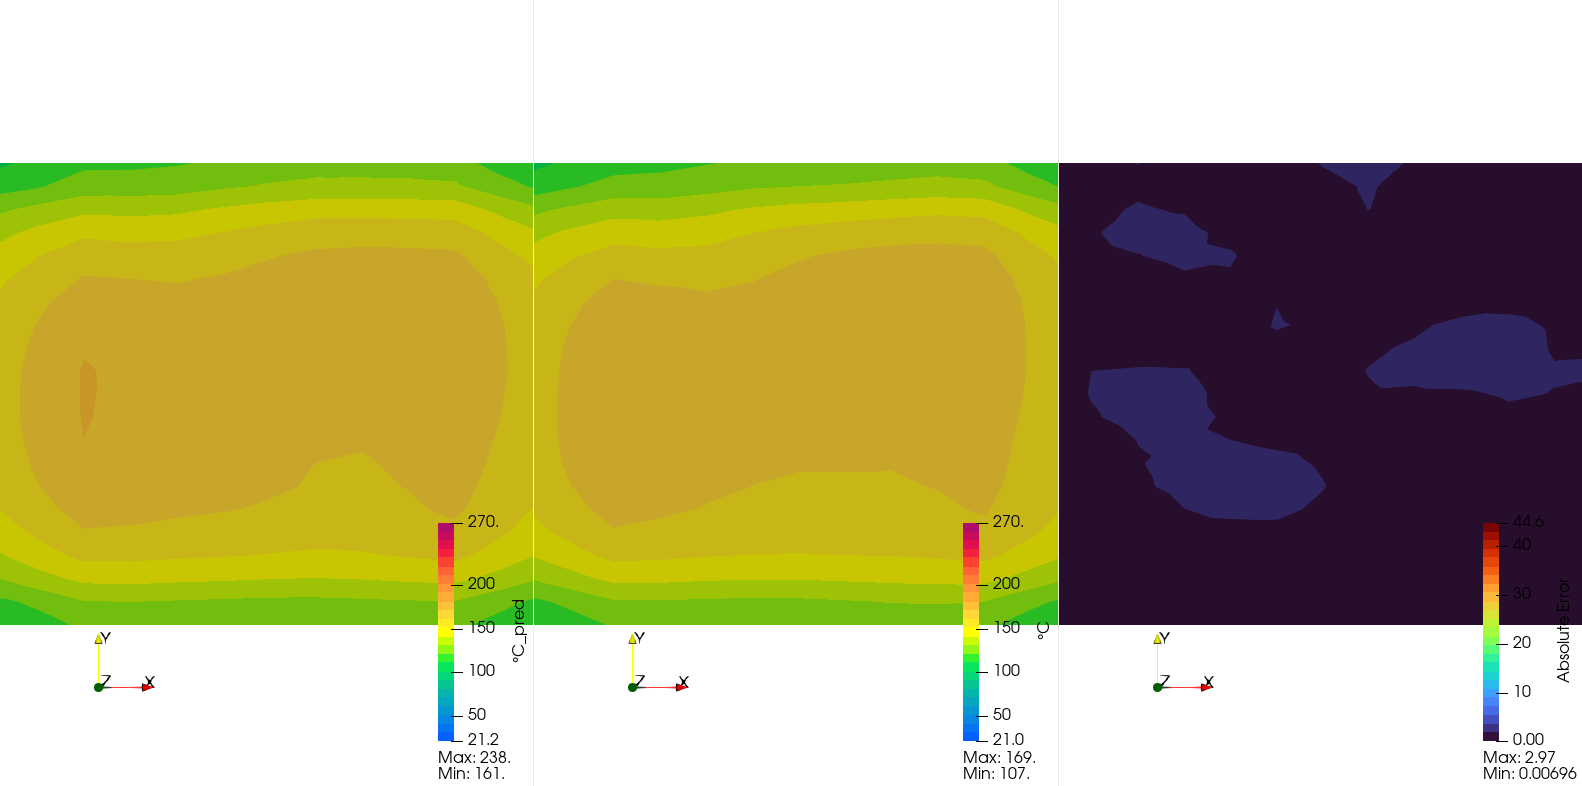 270.
200
150
100
50
21.2
°C_pred
Max: 238.
Min: 161.
Y
Z
X
270.
200
150
100
50
21.0
°C
Max: 169.
Min: 107.
Y
Z
X
44.6
40
30
20
10
0.00
Absolute Error
Max: 2.97
Min: 0.00696
Y
Z
X